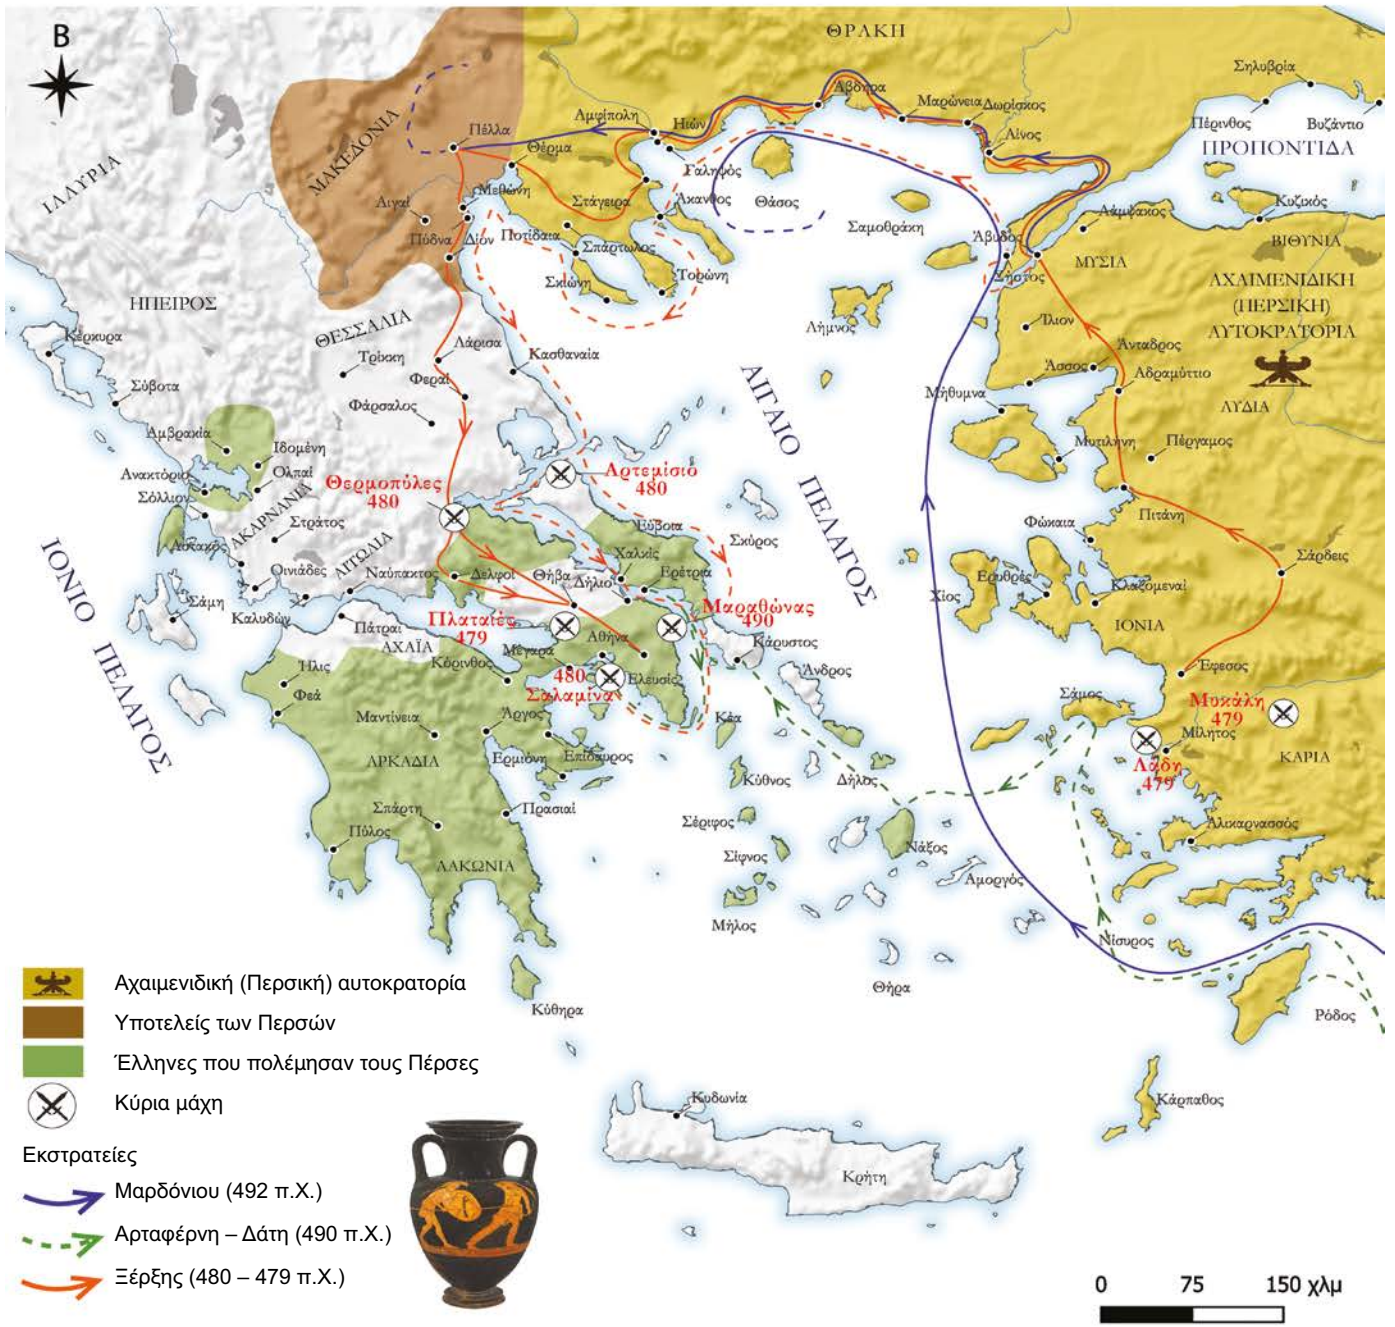 Β
ΘΡΑΚΗ
Σηλυβρία
Πέρινθος
Βυζάντιο
ΠΡΟΠΟΝΤΙΔΑ
Κυζικός
ΒΙΘΥΝΙΑ
Άβδηρα
Μαρώνεια
Δωρίσκος
Αίνος
Αμφίπολη
Ηιών
Γαληψός
Άκανθος
Θάσος
Σαμοθράκη
Λάμψακος
Άβυδος
Σηστος
ΜΥΣΙΑ
ΑΧΑΙΜΕΝΙΔΙΚΗ
(ΠΕΡΣΙΚΗ)
ΑΥΤΟΚΡΑΤΟΡΙΑ
ΛΥΔΙΑ
ΙΛΛΥΡΙΑ
ΜΑΚΕΔΟΝΙΑ
Πέλλα
Θέρμα
Μεθώνη
Αιγαί
Πύδνα
Δίον
Στάγειρα
Ποτίδαια
Σπάρτωλος
Σκιώνη
Τορώνη
Λήμνος
Ίλιον
Άσσος
Άνταδρος
Αδραμύττιο
Μήθυμνα
Μυτιλήνη
Πέργαμος
ΗΠΕΙΡΟΣ
ΘΕΣΣΑΛΙΑ
Κέρκυρα
Σύβοτα
Τρίκκη
Λάρισα
Φεραί
Φάρσαλος
Κασθαναία
ΑΙΓΑΙΟ ΠΕΛΑΓΟΣ
Αμβρακία
Ιδομένη
Ανακτόριο
Ολπαί
Σόλλιον
ΑΚΑΡΝΑΝΙΑ
Στράτος
Αστακός
Οινιάδες
ΑΙΤΩΛΙΑ
Θερμοπύλες
480
Αρτεμίσιο
480
Εύβοια
Σκύρος
Πιτάνη
Φώκαια
Σάρδεις
Ερυθρές
Κλαζομεναί
Χίος
ΙΟΝΙΑ
Έφεσος
ΙΟΝΙΟ ΠΕΛΑΓΟΣ
Σάμη
Καλυδών
Ναύπακτος
Δελφοί
Θήβα
Δήλιο
Χαλκίς
Ερέτρια
Μαραθώνας
490
Πλαταιές
479
Πάτραι
ΑΧΑΪΑ
Αθήνα
Μέγαρα
Ελευσίς
480
Σαλαμίνα
Κόρινθος
Κάρυστος
Άνδρος
Ήλις
Φεά
Μαντίνεια
Άργος
ΑΡΚΑΔΙΑ
Ερμιόνη
Επίδαυρος
Κέα
Κύθνος
Δήλος
Σάμος
Μυκάλη
479
Μίλητος
Λάδη
479
ΚΑΡΙΑ
Σπάρτη
Πρασιαί
Πύλος
ΛΑΚΩΝΙΑ
Σέριφος
Σίφνος
Μήλος
Νάξος
Αμοργός
Αλικαρνασσός
Νίσυρος
Θήρα
Ρόδος
Κύθηρα
Κάρπαθος
Κυδωνία
Κρήτη
Αχαιμενιδική (Περσική) αυτοκρατορία
Υποτελείς των Περσών
Έλληνες που πολέμησαν τους Πέρσες
Κύρια μάχη
Εκστρατείες
Μαρδόνιου (492 π.Χ.)
Αρταφέρνη – Δάτη (490 π.Χ.)
Ξέρξης (480 – 479 π.Χ.)
0 75 150 χλμ